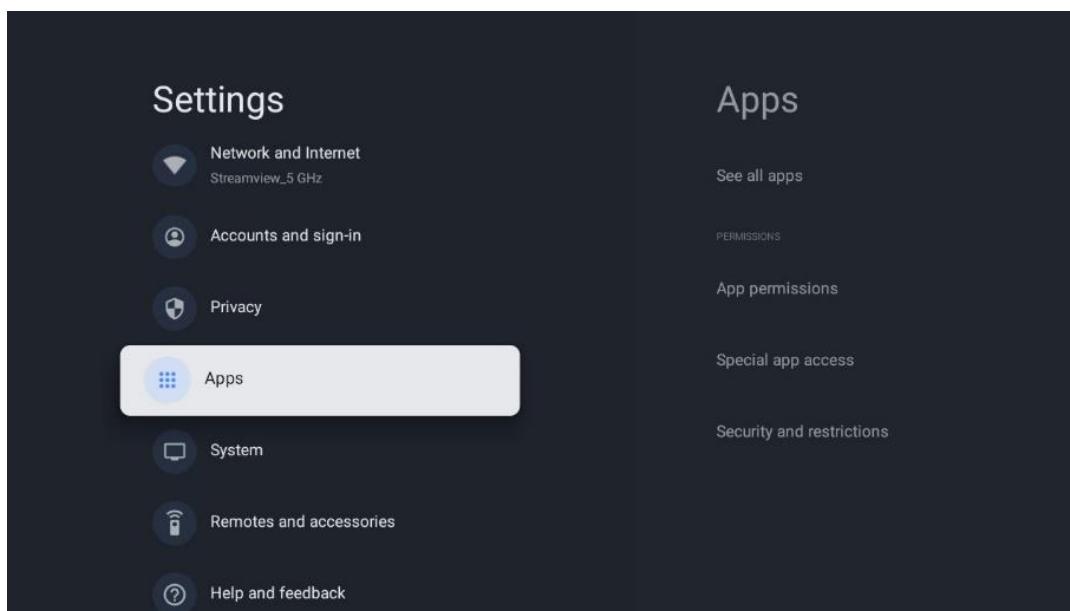 Settings
Network and Internet
Streamview_5 GHz
Accounts and sign-in
Privacy
Apps
System
Remotes and accessories
Help and feedback
Apps
See all apps
PERMISSIONS
App permissions
Special app access
Security and restrictions